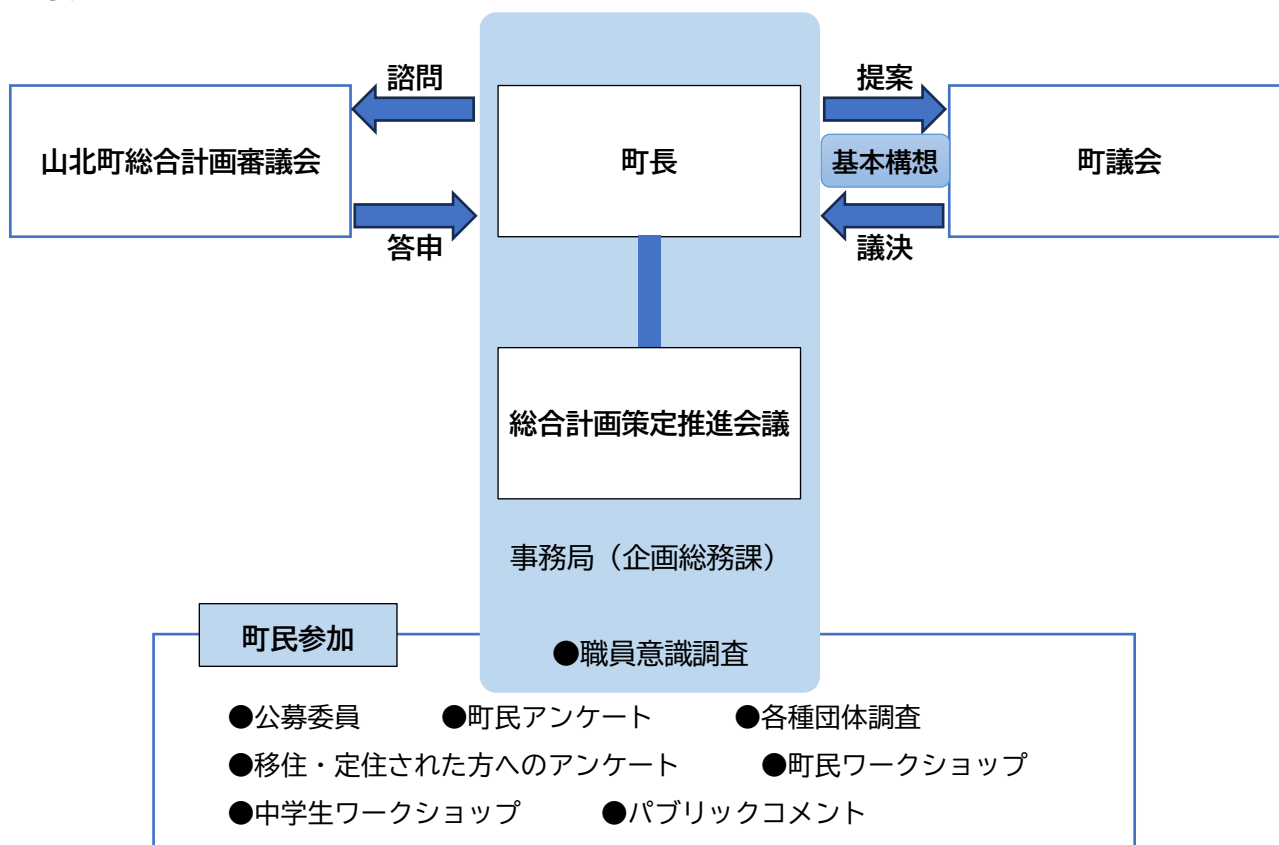 諮問
提案
山北町総合計画審議会
町長
基本構想
町議会
答申
議決
総合計画策定推進会議
事務局（企画総務課）
町民参加
●職員意識調査
●公募委員 ●町民アンケート ●各種団体調査
●移住・定住された方へのアンケート ●町民ワークショップ
●中学生ワークショップ ●パブリックコメント